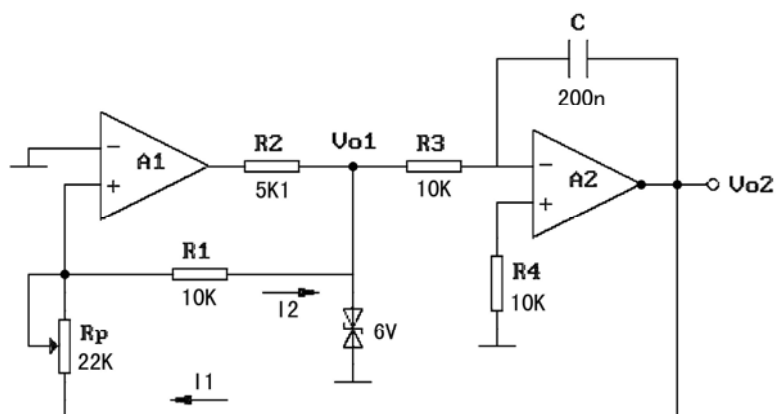 C
200n
R2
Vo1
R3
A1
−
+
5K1
10K
−
A2
+
Vo2
R1
R4
10K
10K
I2
6V
Rp
22K
I1